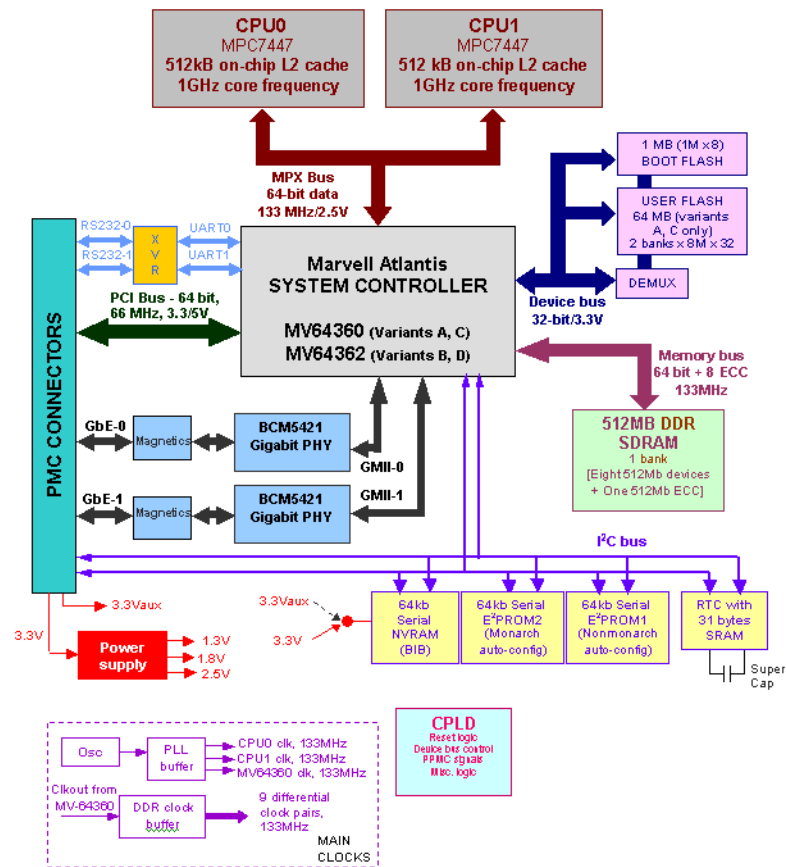 CPU0
MPC7447
512kB on-chip L2 cache
1GHz core frequency
CPU1
MPC7447
512 kB on-chip L2 cache
1GHz core frequency
MPX Bus
64-bit data
133 MHz/2.5V
1 MB (1M x8)
BOOT FLASH
USER FLASH
64 MB (variants
A, C only)
2 banks x 8M x 32
DEMUX
Device bus
32-bit/3.3V
PMC CONNECTORS
RS232-0
RS232-1
X
V
R
UART0
UART1
PCI Bus - 64 bit,
66 MHz, 3.3/5V
Marvell Atlantis
SYSTEM CONTROLLER
MV64360 (Variants A, C)
MV64362 (Variants B, D)
Memory bus
64 bit + 8 ECC
133MHz
512MB DDR
SDRAM
1 bank
[Eight 512Mb devices
+ One 512Mb ECC]
GbE-0
Magnetics
BCM5421
Gigabit PHY
GMII-0
GbE-1
Magnetics
BCM5421
Gigabit PHY
GMII-1
I²C bus
3.3Vaux
3.3V
Power
supply
1.3V
1.8V
2.5V
3.3Vaux
3.3V
64kb
Serial
NVRAM
(BIB)
64kb Serial
E²PROM2
(Monarch
auto-config)
64kb Serial
E²PROM1
(Nonmonarch
auto-config)
RTC with
31 bytes
SRAM
Super
Cap
Osc
PLL
buffer
CPU0 clk, 133MHz
CPU1 clk, 133MHz
MV64360 clk, 133MHz
Clkout from
MV-64360
DDR clock
buffer
9 differential
clock pairs,
133MHz
MAIN
CLOCKS
CPLD
Reset logic
Device bus control
PPMC signals
Misc. logic